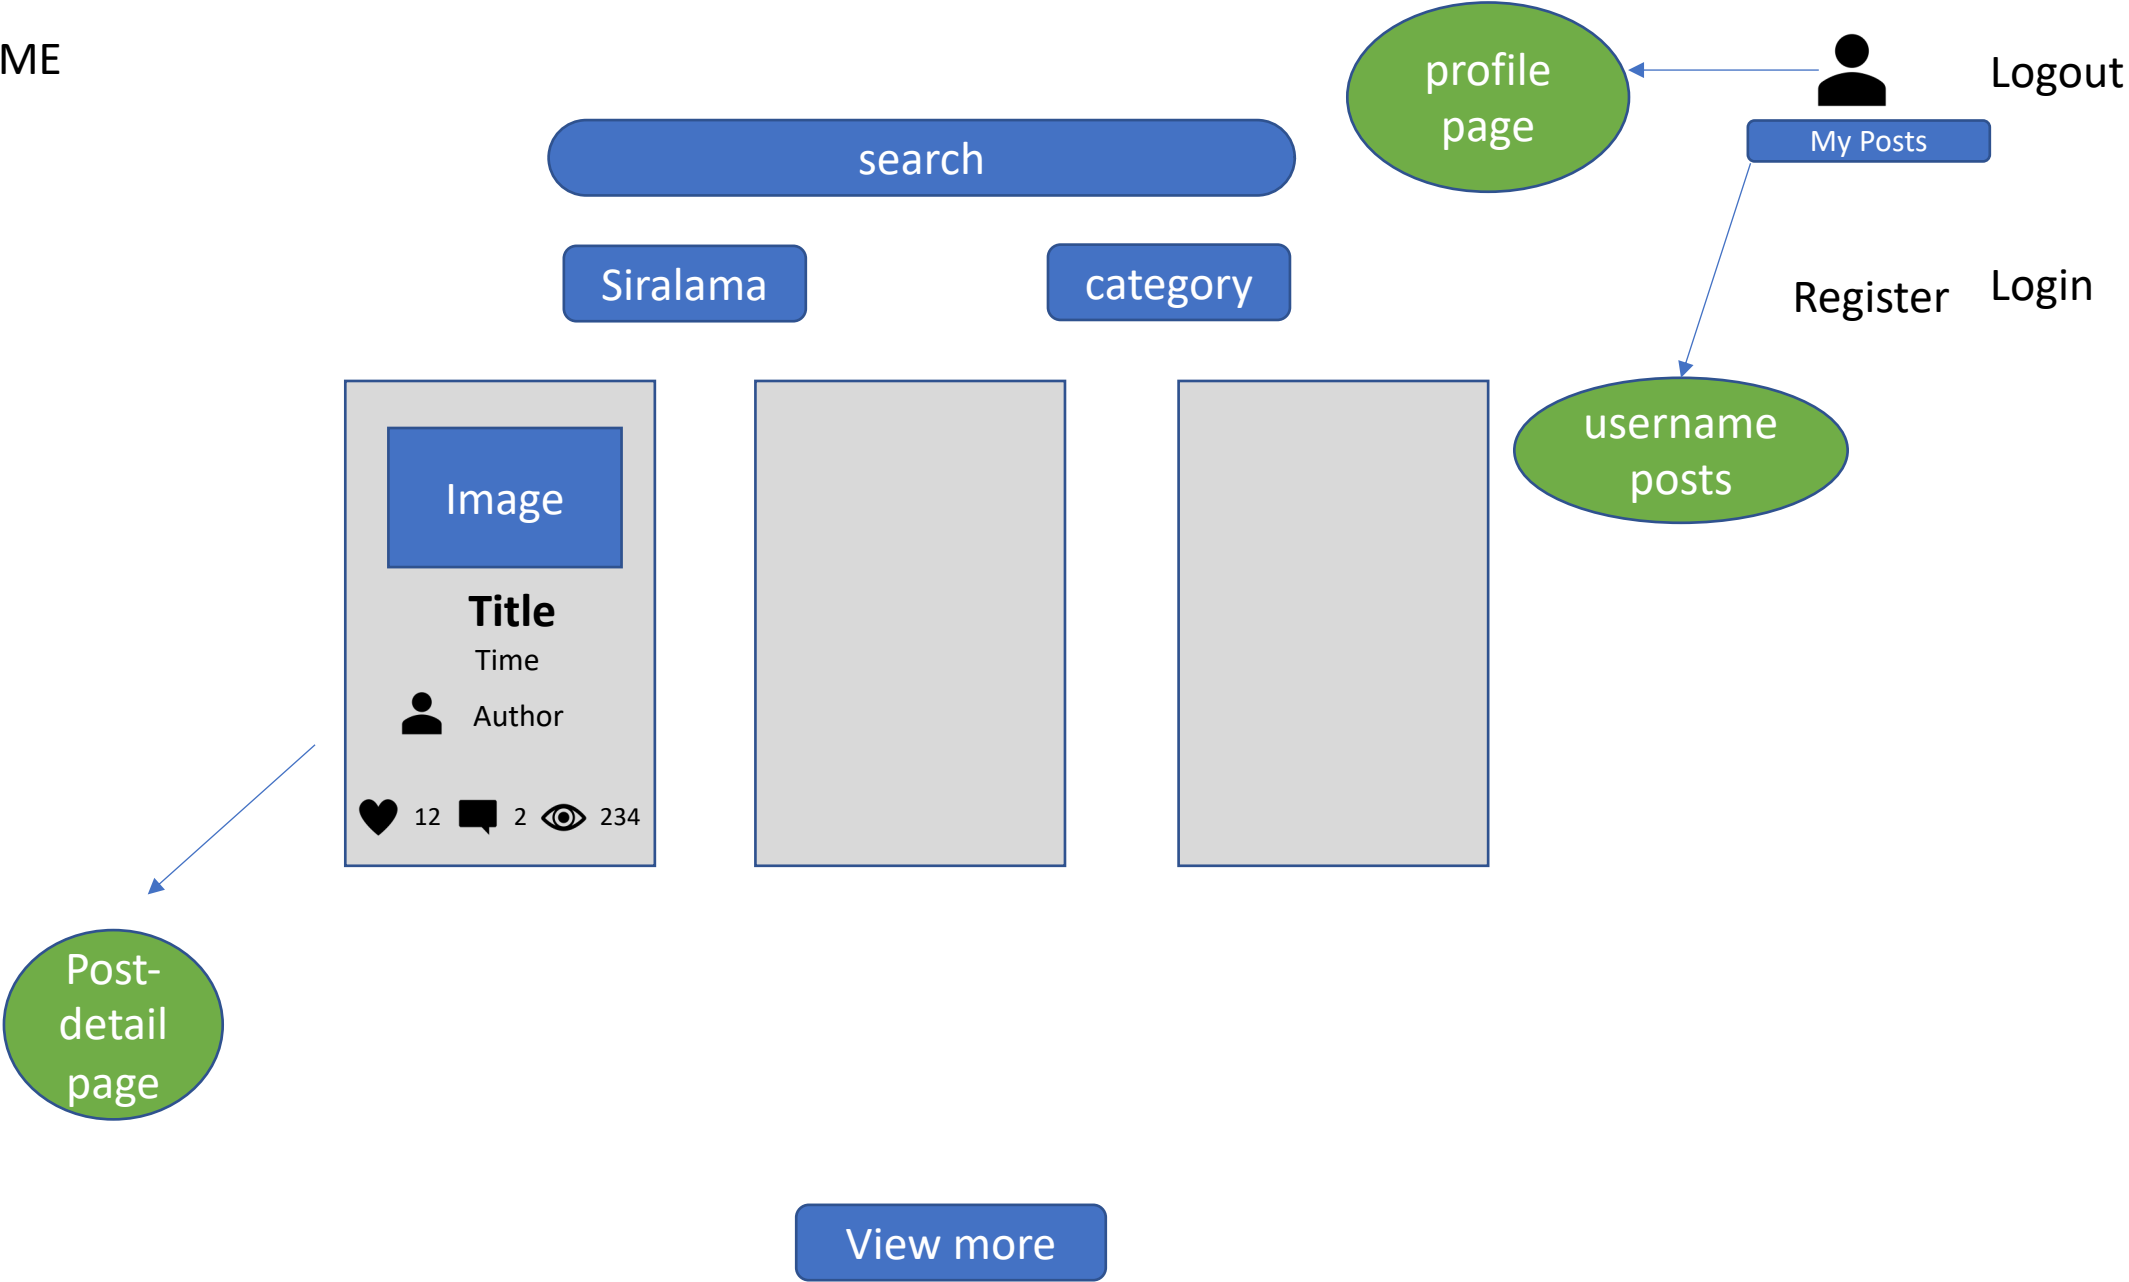 ME
profile
page
Logout
My Posts
search
Siralama
category
Register
Login
username
posts
Image
Title
Time
Author
12
2
234
Post-
detail
page
View more